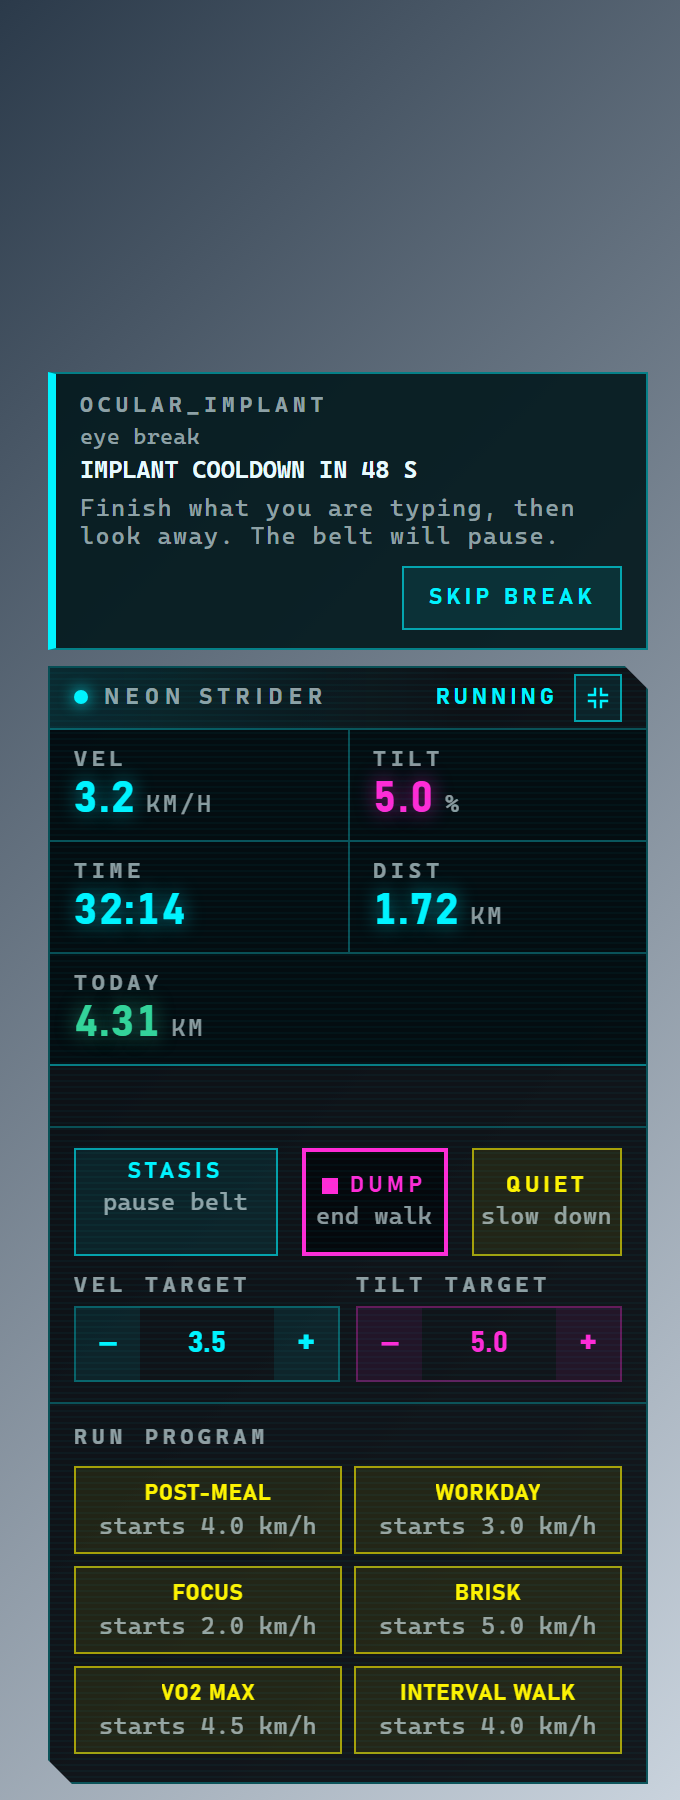 OCULAR_IMPLANT
eye break
IMPLANT COOLDOWN IN 48 S
Finish what you are typing, then
look away. The belt will pause.
SKIP BREAK
NEON STRIDER RUNNING
VEL TILT
3.2 KM/H 5.0 %
TIME DIST
32:14 1.72 KM
TODAY
4.31 KM
STASIS DUMP QUIET
pause belt end walk slow down
VEL TARGET TILT TARGET
– 3.5 + – 5.0 +
RUN PROGRAM
POST-MEAL WORKDAY
starts 4.0 km/h starts 3.0 km/h
FOCUS BRISK
starts 2.0 km/h starts 5.0 km/h
VO2 MAX INTERVAL WALK
starts 4.5 km/h starts 4.0 km/h